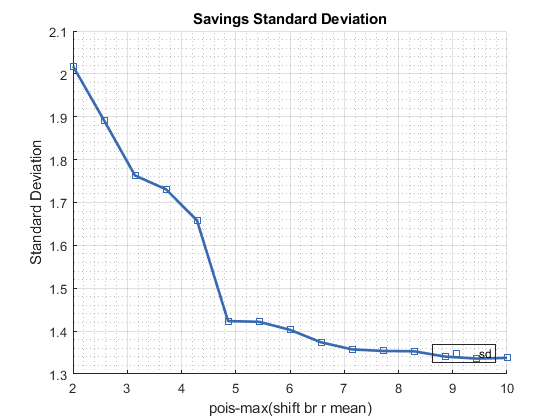 Savings Standard Deviation
2.1
2
1.9
1.8
1.7
1.6
1.5
1.4
1.3
Standard Deviation
sd
2 3 4 5 6 7 8 9 10
pois-max(shift br r mean)